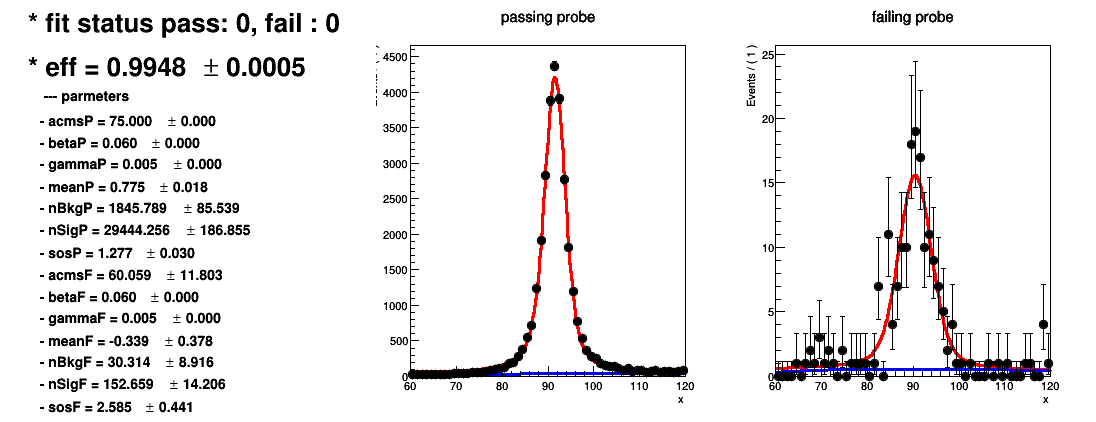 * fit status pass: 0, fail : 0
* eff = 0.9948 ± 0.0005
--- parmeters
- acmsP = 75.000 ± 0.000
- betaP = 0.060 ± 0.000
- gammaP = 0.005 ± 0.000
- meanP = 0.775 ± 0.018
- nBkgP = 1845.789 ± 85.539
- nSigP = 29444.256 ± 186.855
- sosP = 1.277 ± 0.030
- acmsF = 60.059 ± 11.803
- betaF = 0.060 ± 0.000
- gammaF = 0.005 ± 0.000
- meanF = -0.339 ± 0.378
- nBkgF = 30.314 ± 8.916
- nSigF = 152.659 ± 14.206
- sosF = 2.585 ± 0.441
passing probe
4500
4000
3500
3000
2500
2000
1500
1000
500
0
60 70 80 90 100 110 120
x
failing probe
Events / ( 1 )
25
20
15
10
5
0
60 70 80 90 100 110 120
x